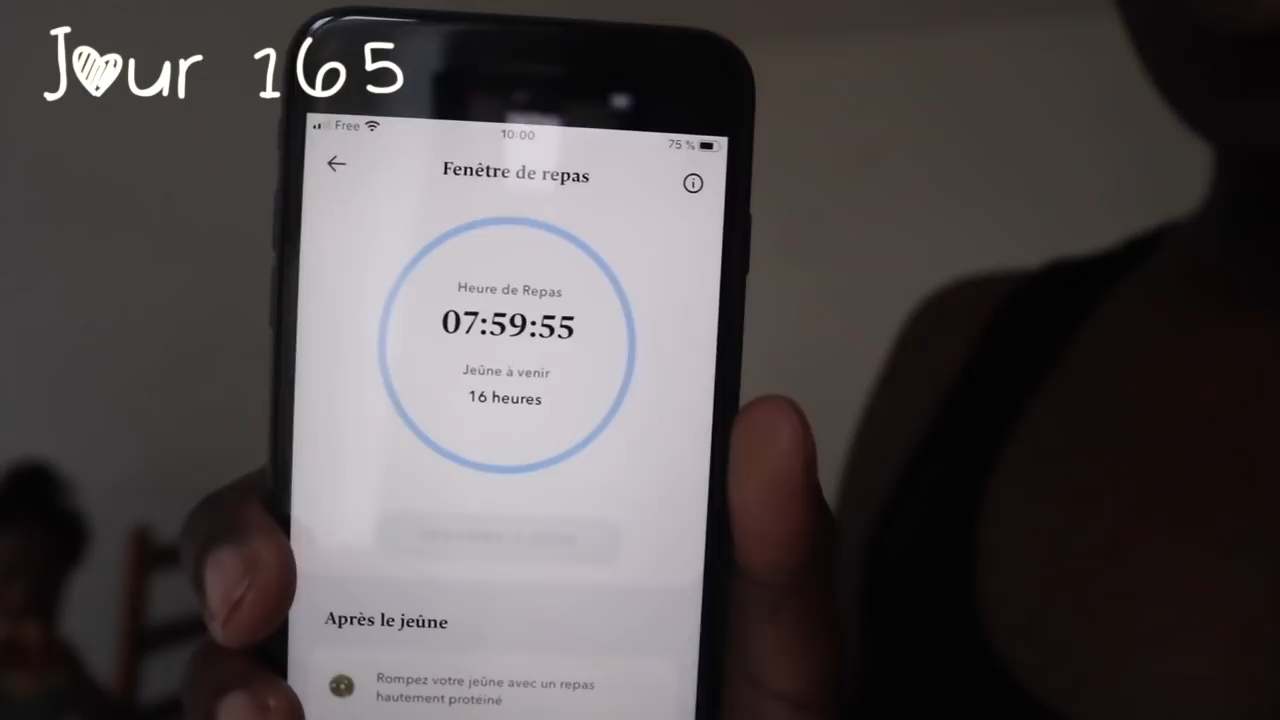 Jour 165
Free
10:00
75 %
Fenêtre de repas
Heure de Repas
07:59:55
Jeûne à venir
16 heures
Après le jeûne
Rompez votre jeûne avec un repas
hautement protéiné